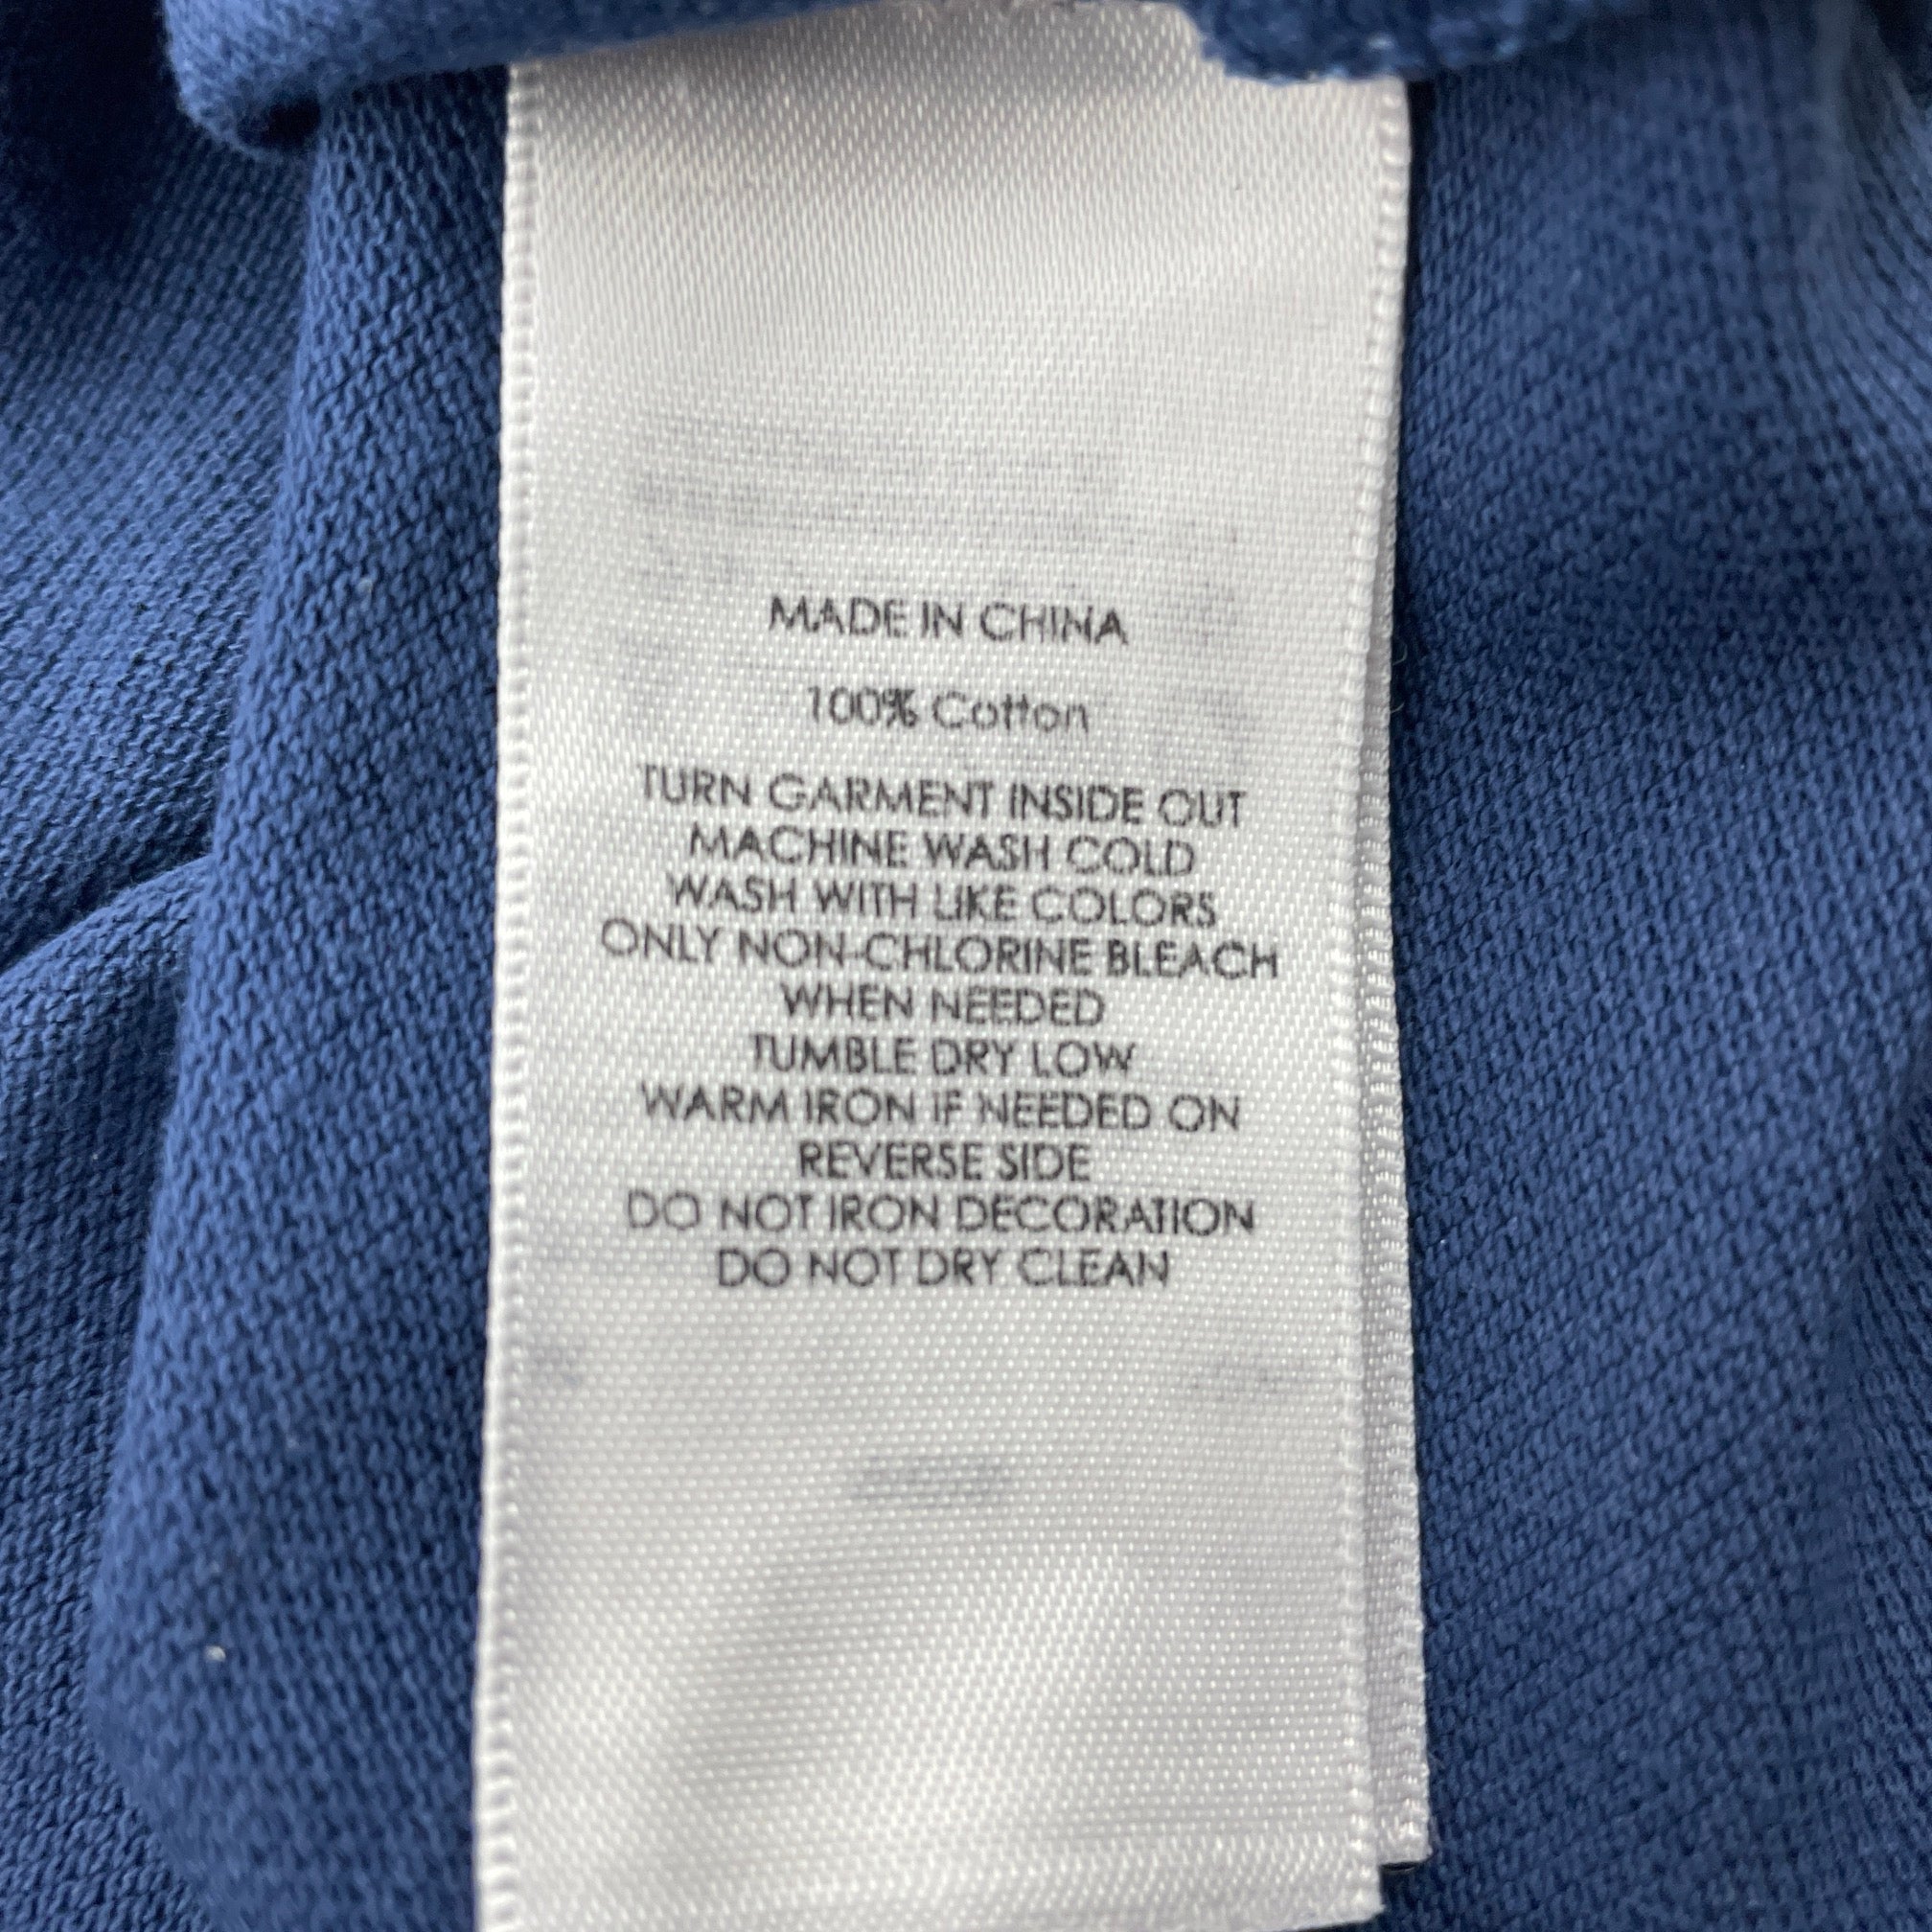 MADE IN CHINA
100% Cotton
TURN GARMENT INSIDE OUT
MACHINE WASH COLD
WASH WITH LIKE COLORS
ONLY NON-CHLORINE BLEACH
WHEN NEEDED
TUMBLE DRY LOW
WARM IRON IF NEEDED ON
REVERSE SIDE
DO NOT IRON DECORATION
DO NOT DRY CLEAN